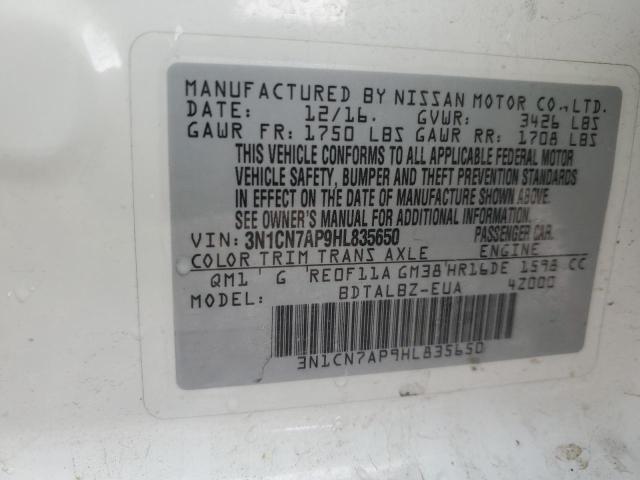 MANUFACTURED BY NISSAN MOTOR CO.,LTD.
DATE: 12/16. GVWR: 3426 LBS
GAWR FR: 1750 LBS GAWR RR: 1708 LBS
THIS VEHICLE CONFORMS TO ALL APPLICABLE FEDERAL MOTOR
VEHICLE SAFETY, BUMPER AND THEFT PREVENTION STANDARDS
IN EFFECT ON THE DATE OF MANUFACTURE SHOWN ABOVE.
SEE OWNER'S MANUAL FOR ADDITIONAL INFORMATION.
VIN: 3N1CN7AP9HL835650 PASSENGER CAR.
COLOR TRIM TRANS AXLE ENGINE
QM1 G RE0F11A GM38 HR16DE 1598 CC
MODEL: BDTALBZ-EUA 4Z000
3N1CN7AP9HL835650